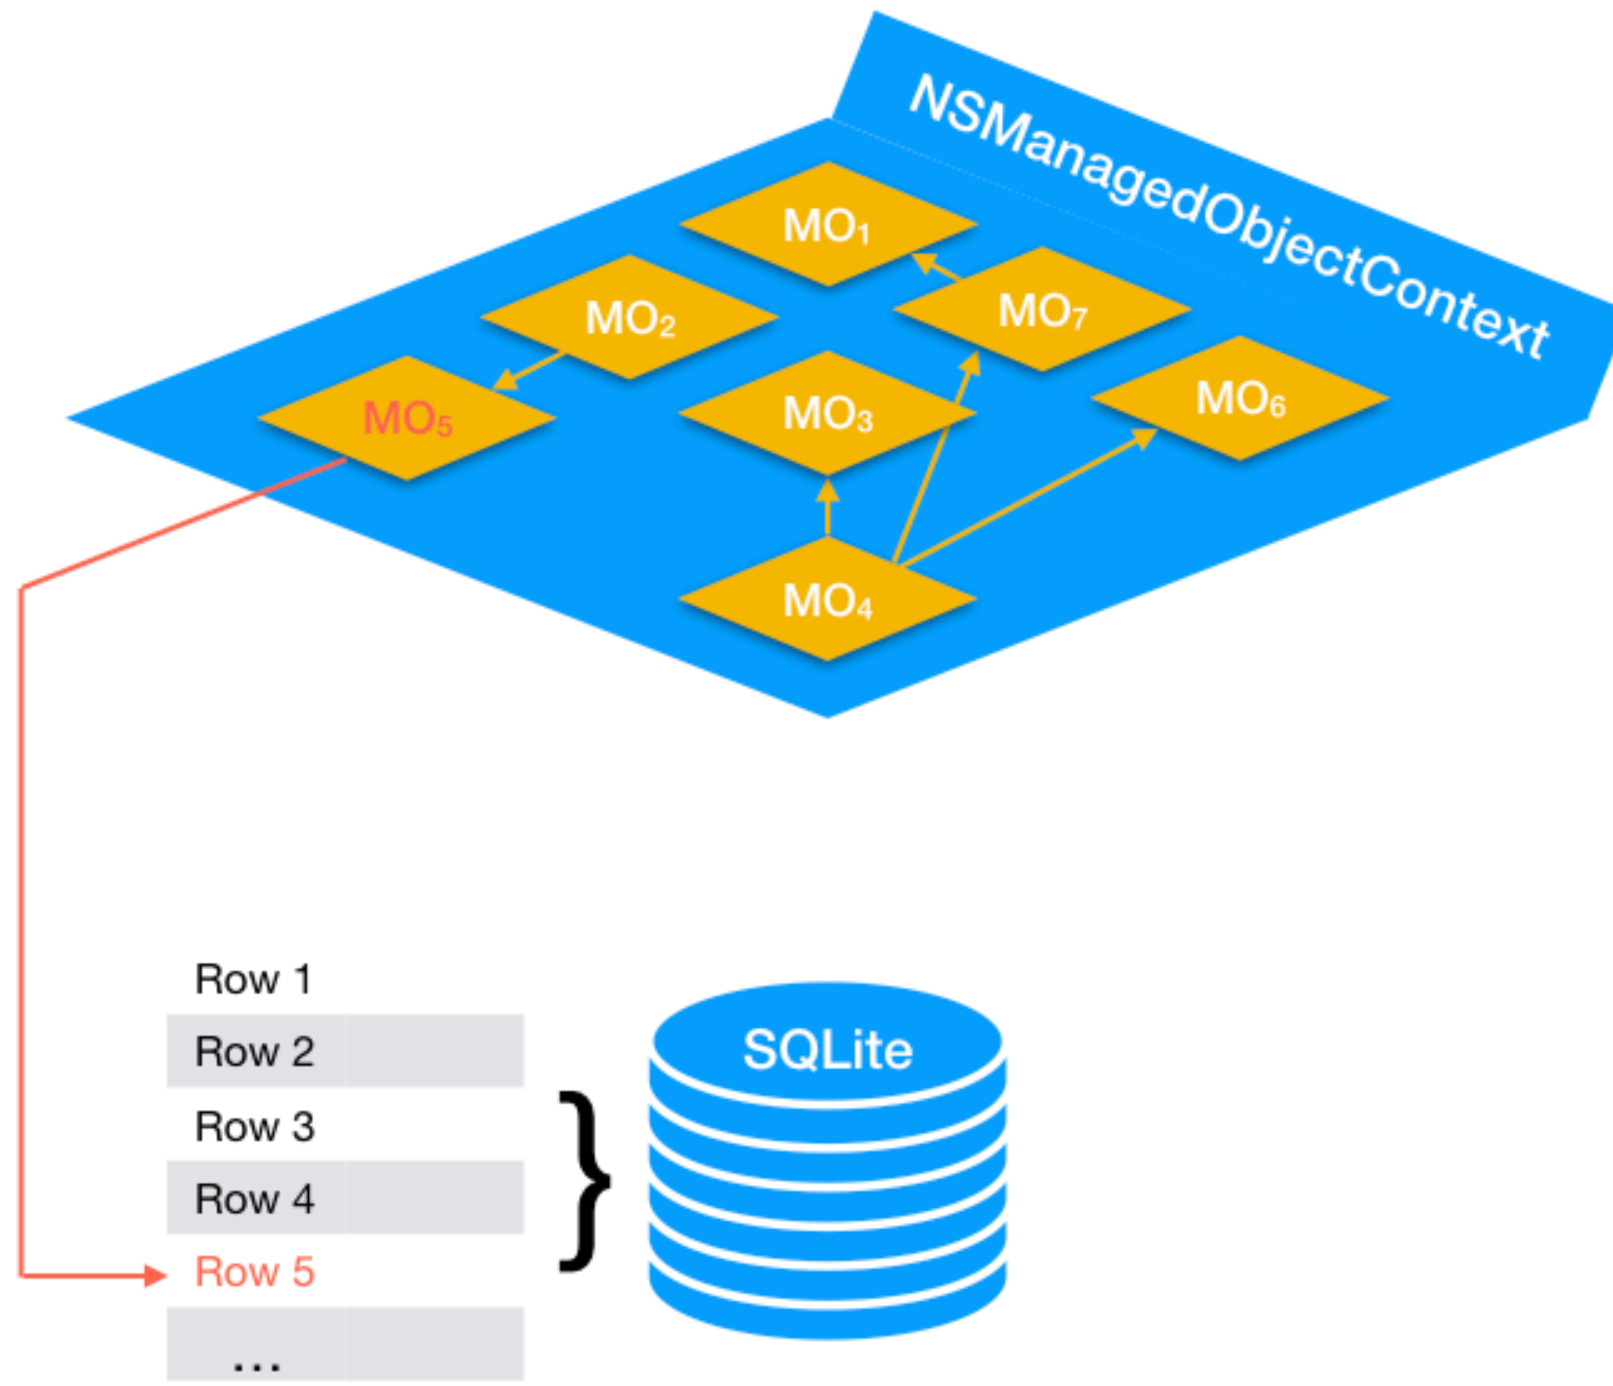 NSManagedObjectContext
MO₁
MO₇
MO₂
MO₆
MO₃
MO₅
MO₄
Row 1
Row 2
Row 3
Row 4
Row 5
...
}
SQLite